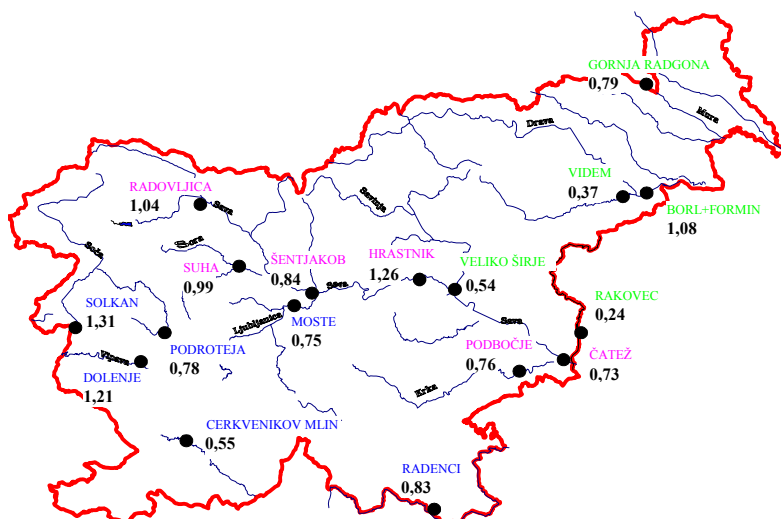 GORNJA RADGONA
0,79
Mura
Drava
VIDEM
0,37
BORL+FORMIN
1,08
RADOVLJICA
1,04
Sava
Savinja
Sora
Soča
SUHA
0,99
ŠENTJAKOB
0,84
HRASTNIK
1,26
VELIKO ŠIRJE
0,54
Sava
SOLKAN
1,31
Ljubljanica
MOSTE
0,75
Sava
RAKOVEC
0,24
PODROTEJA
0,78
PODBOČJE
0,76
ČATEŽ
0,73
Vipava
DOLENJE
1,21
Krka
CERKVENIKOV MLIN
0,55
RADENCI
0,83